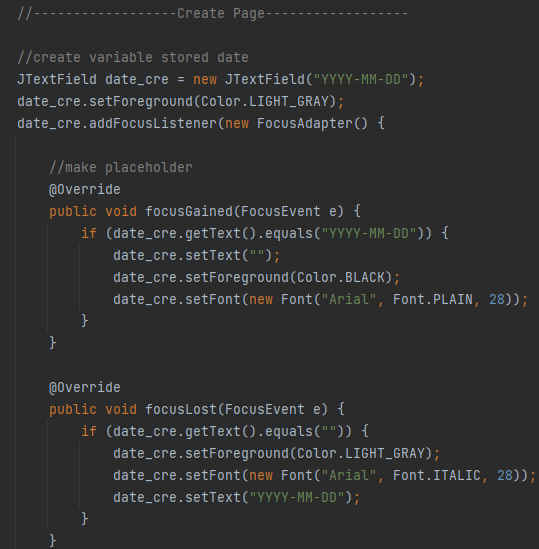 //------------------Create Page------------------
//create variable stored date
JTextField date_cre = new JTextField("YYYY-MM-DD");
date_cre.setForeground(Color.LIGHT_GRAY);
date_cre.addFocusListener(new FocusAdapter() {
//make placeholder
@Override
public void focusGained(FocusEvent e) {
if (date_cre.getText().equals("YYYY-MM-DD")) {
date_cre.setText("");
date_cre.setForeground(Color.BLACK);
date_cre.setFont(new Font("Arial", Font.PLAIN, 28));
}
}
@Override
public void focusLost(FocusEvent e) {
if (date_cre.getText().equals("")) {
date_cre.setForeground(Color.LIGHT_GRAY);
date_cre.setFont(new Font("Arial", Font.ITALIC, 28));
date_cre.setText("YYYY-MM-DD");
}
}